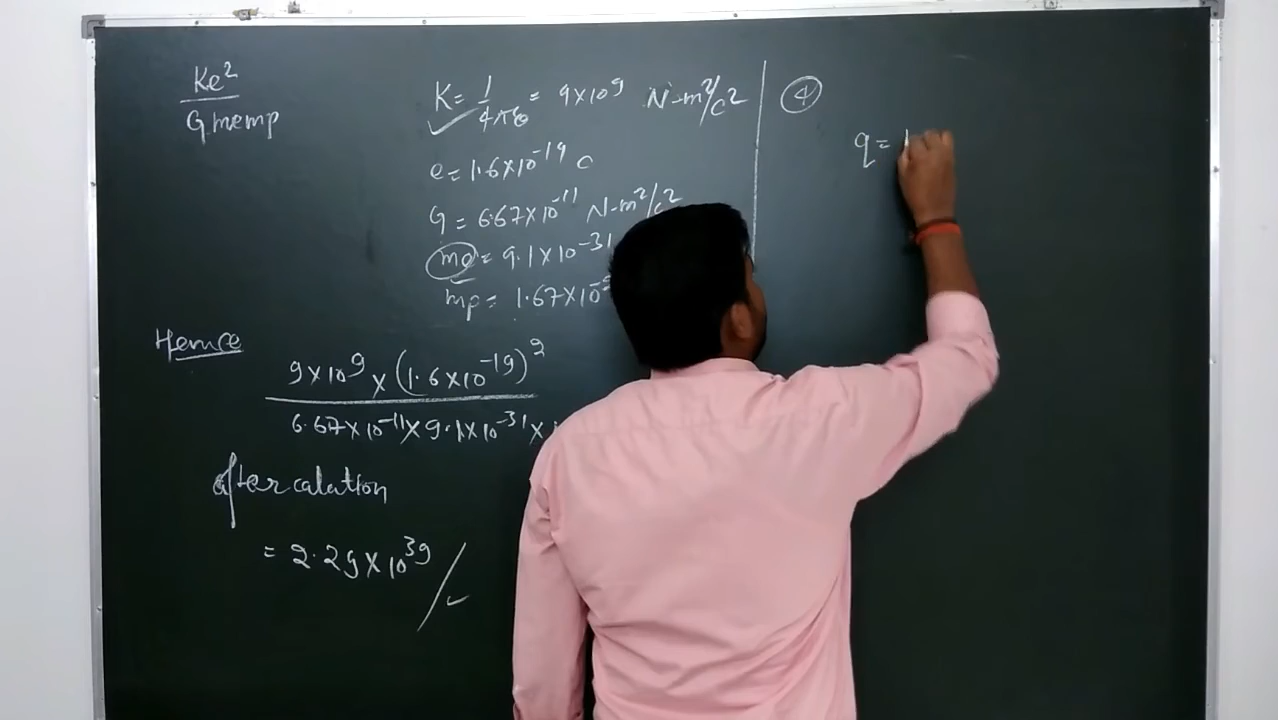 Ke²
G memp
K = 1/4πε₀ = 9×10⁹ N-m²/c²
e = 1.6×10⁻¹⁹ C
G = 6.67×10⁻¹¹ N-m²/c²
me = 9.1×10⁻³¹
mp = 1.67×10⁻
Hence
9×10⁹ × (1.6×10⁻¹⁹)²
6.67×10⁻¹¹×9.1×10⁻³¹×
after calation
= 2.29×10³⁹
④
q =